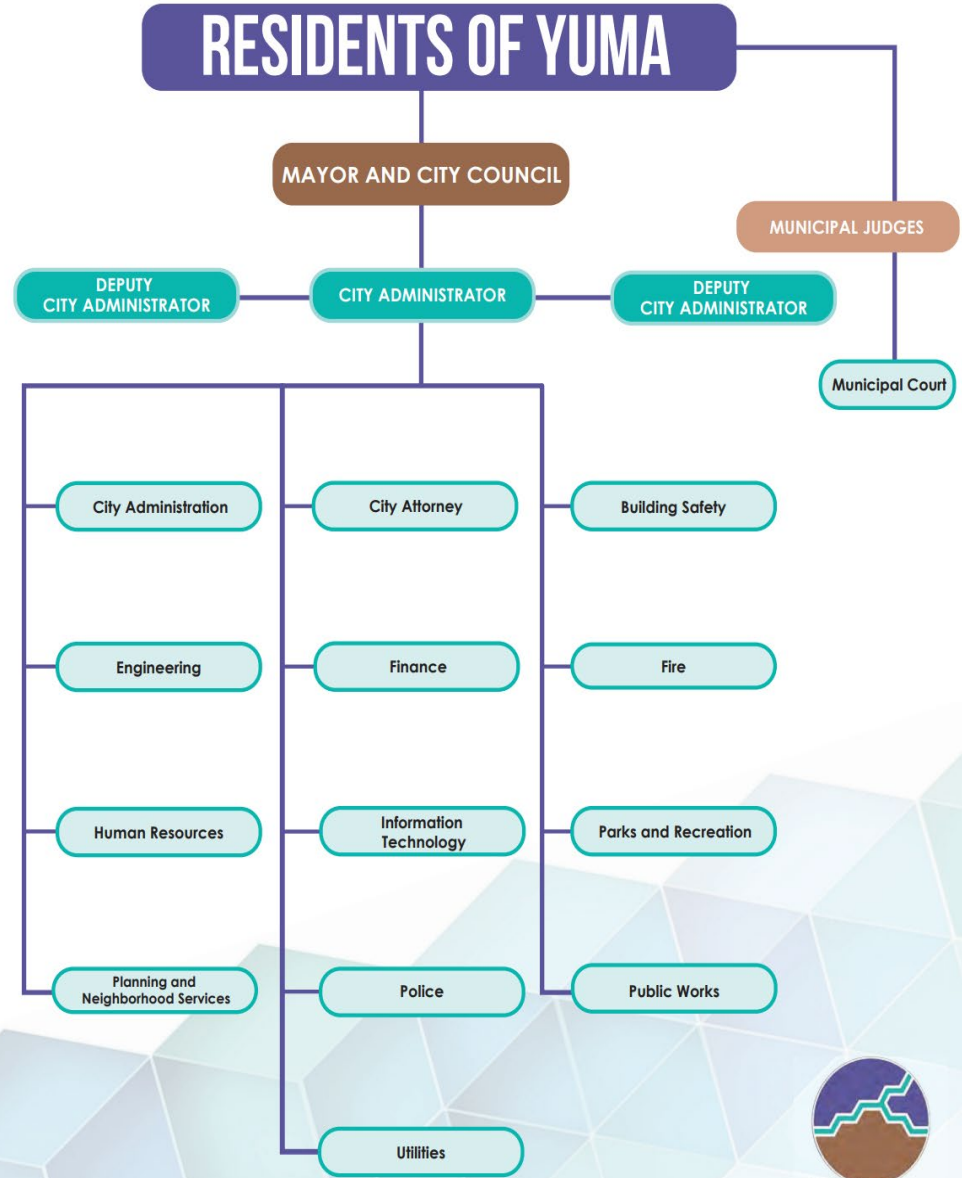 RESIDENTS OF YUMA
MAYOR AND CITY COUNCIL
MUNICIPAL JUDGES
DEPUTY
CITY ADMINISTRATOR
CITY ADMINISTRATOR
DEPUTY
CITY ADMINISTRATOR
Municipal Court
City Administration
City Attorney
Building Safety
Engineering
Finance
Fire
Human Resources
Information
Technology
Parks and Recreation
Planning and
Neighborhood Services
Police
Public Works
Utilities